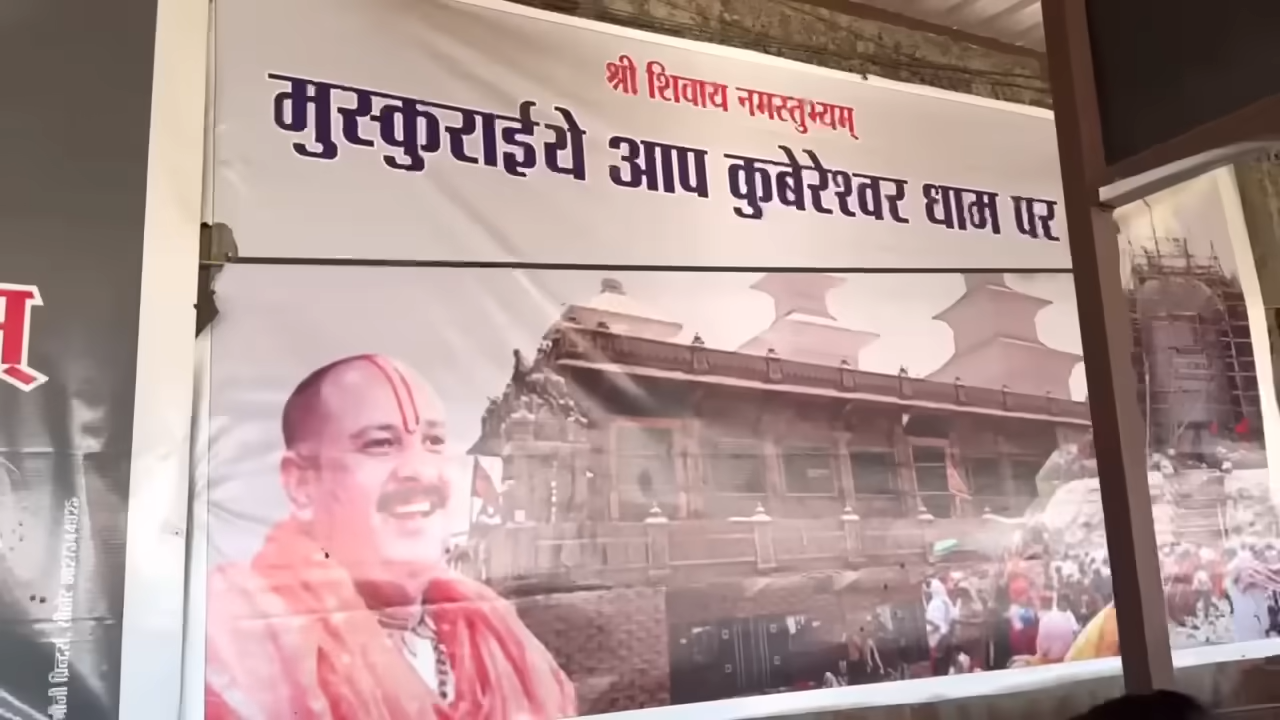 श्री शिवाय नमस्तुभ्यम्
मुस्कुराईये आप कुबेरेश्वर धाम पर